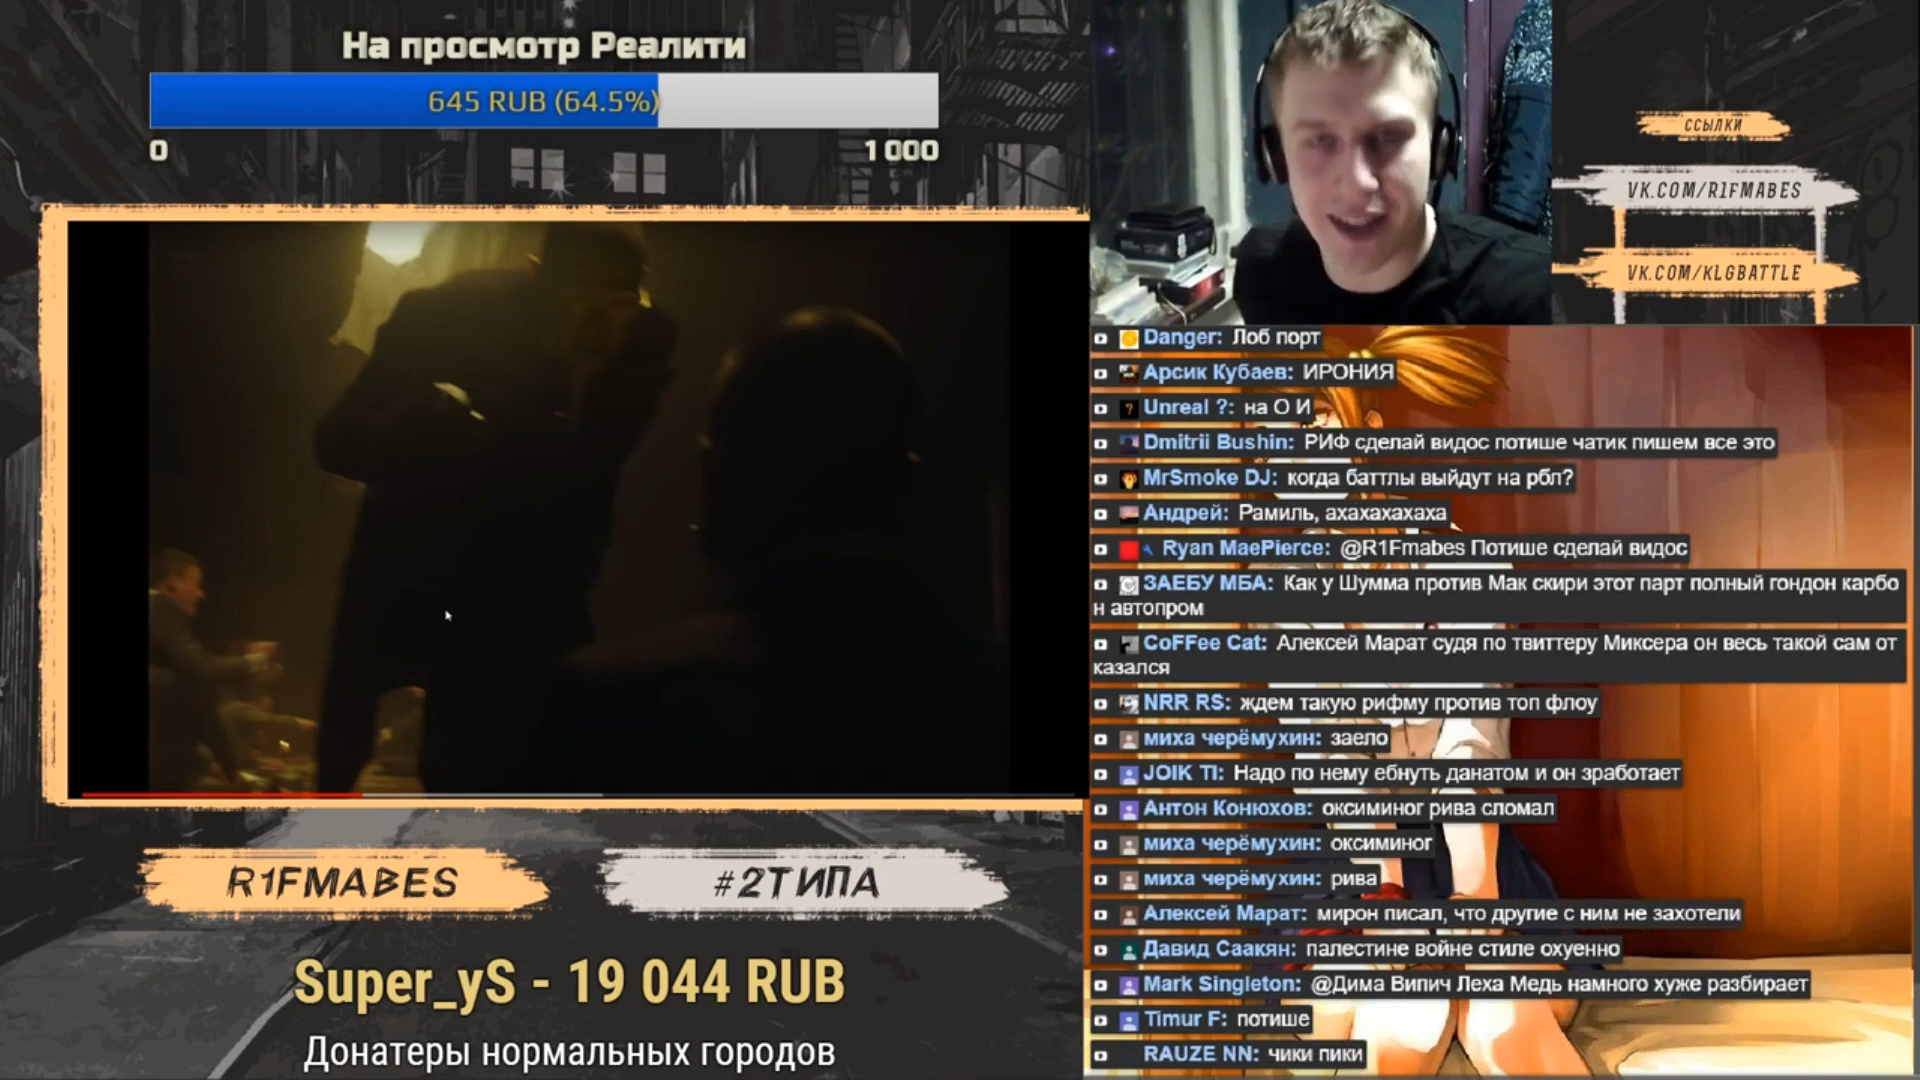 На просмотр Реалити
645 RUB (64.5%)
0
1 000
ССЫЛКИ
VK.COM/R1FMABES
VK.COM/KLGBATTLE
Danger: Лоб порт
Арсик Кубаев: ИРОНИЯ
Unreal ?: на О И
Dmitrii Bushin: РИФ сделай видос потише чатик пишем все это
MrSmoke DJ: когда баттлы выйдут на рбл?
Андрей: Рамиль, ахахахахаха
Ryan MaePierce: @R1Fmabes Потише сделай видос
ЗАЕБУ МБА: Как у Шумма против Мак скири этот парт полный гондон карбо
н автопром
CoFFee Cat: Алексей Марат судя по твиттеру Миксера он весь такой сам от
казался
NRR RS: ждем такую рифму против топ флоу
миха черёмухин: заело
JOIK TI: Надо по нему ебнуть данатом и он зработает
Антон Конюхов: оксиминог рива сломал
миха черёмухин: оксиминог
миха черёмухин: рива
Алексей Марат: мирон писал, что другие с ним не захотели
Давид Саакян: палестине войне стиле охуенно
Mark Singleton: @Дима Випич Леха Медь намного хуже разбирает
Timur F: потише
RAUZE NN: чики пики
R1FMABES
#2ТИПА
Super_yS - 19 044 RUB
Донатеры нормальных городов